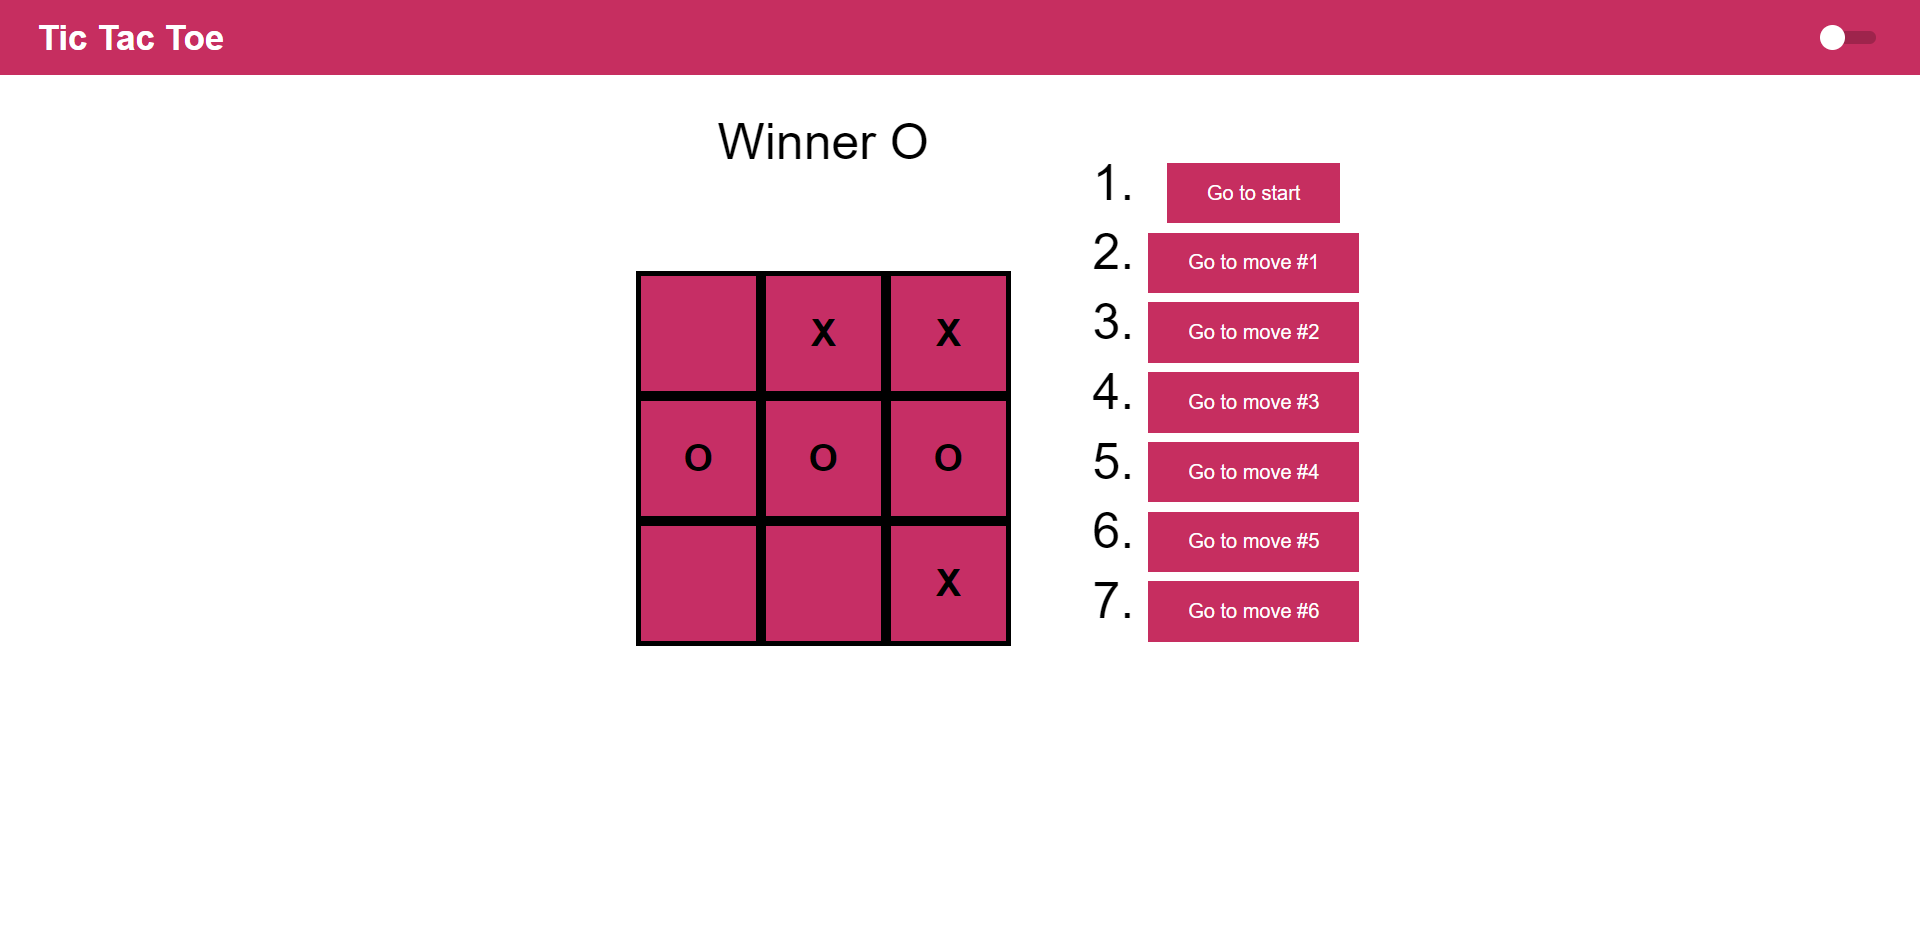 Tic Tac Toe
Winner O
X X
O O O
X
1. Go to start
2. Go to move #1
3. Go to move #2
4. Go to move #3
5. Go to move #4
6. Go to move #5
7. Go to move #6